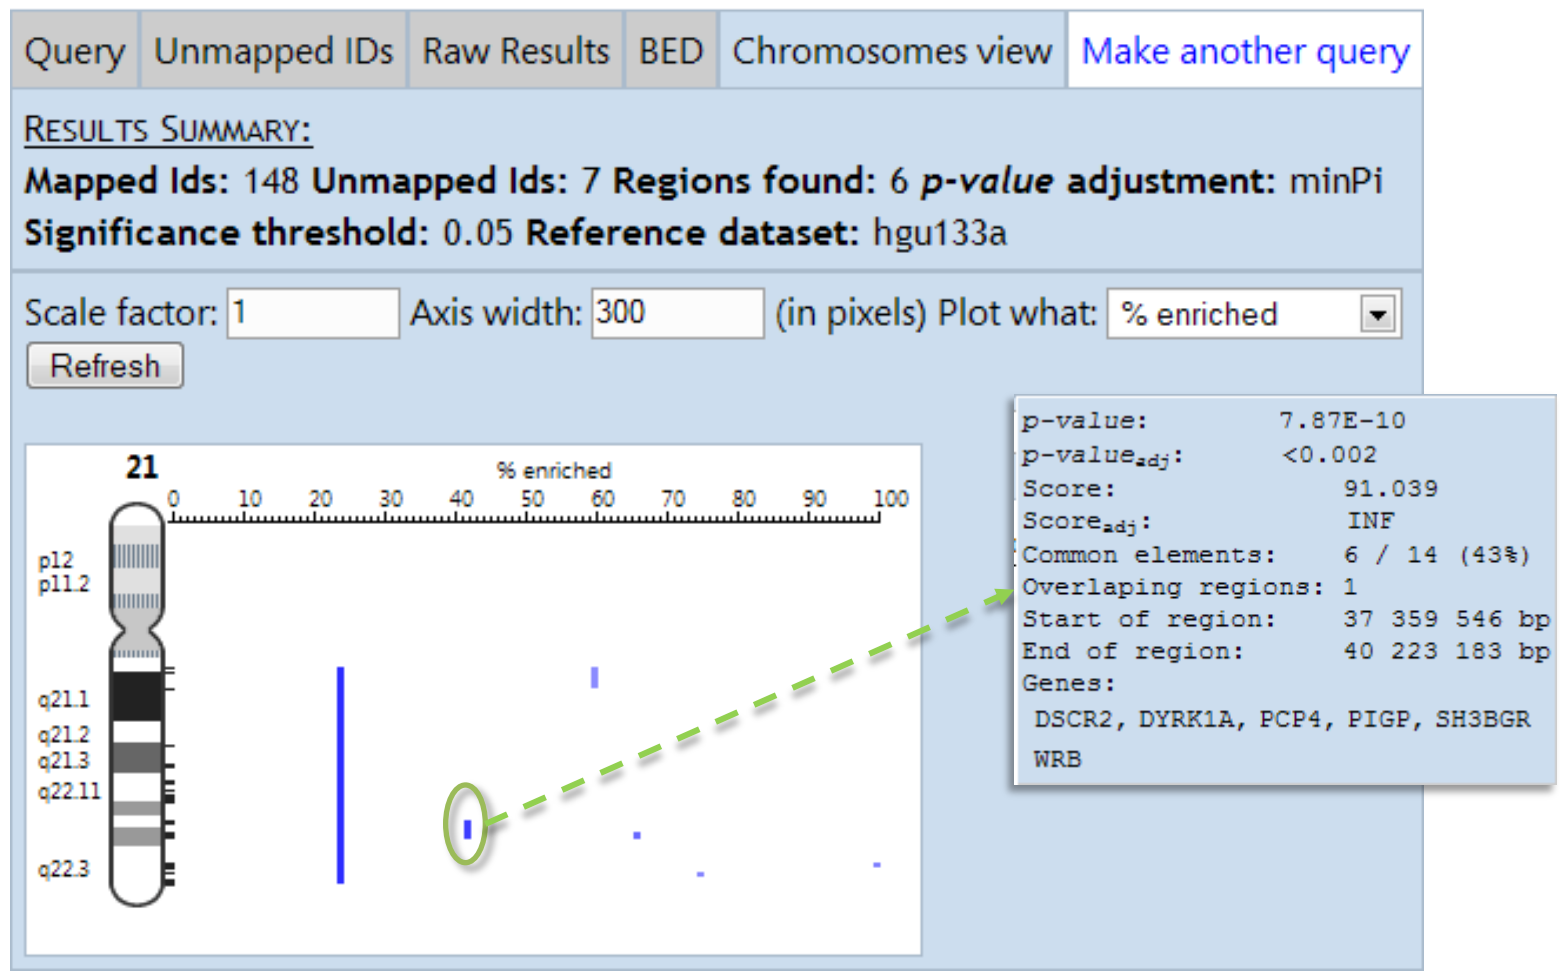 Query Unmapped IDs Raw Results BED Chromosomes view Make another query
RESULTS SUMMARY:
Mapped Ids: 148 Unmapped Ids: 7 Regions found: 6 p-value adjustment: minPi
Significance threshold: 0.05 Reference dataset: hgu133a
Scale factor: 1 Axis width: 300 (in pixels) Plot what: % enriched
Refresh
21
% enriched
0 10 20 30 40 50 60 70 80 90 100
p12
p11.2
q21.1
q21.2
q21.3
q22.11
q22.3
p-value: 7.87E-10
p-valueadj: <0.002
Score: 91.039
Scoreadj: INF
Common elements: 6 / 14 (43%)
Overlaping regions: 1
Start of region: 37 359 546 bp
End of region: 40 223 183 bp
Genes:
DSCR2, DYRK1A, PCP4, PIGP, SH3BGR
WRB